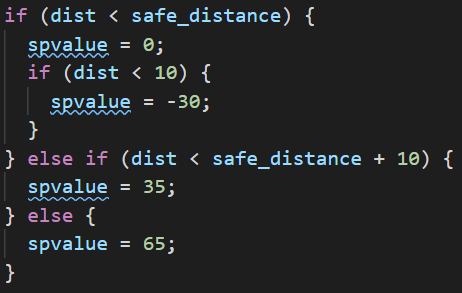 if (dist < safe_distance) {
  spvalue = 0;
  if (dist < 10) {
    spvalue = -30;
  }
} else if (dist < safe_distance + 10) {
  spvalue = 35;
} else {
  spvalue = 65;
}